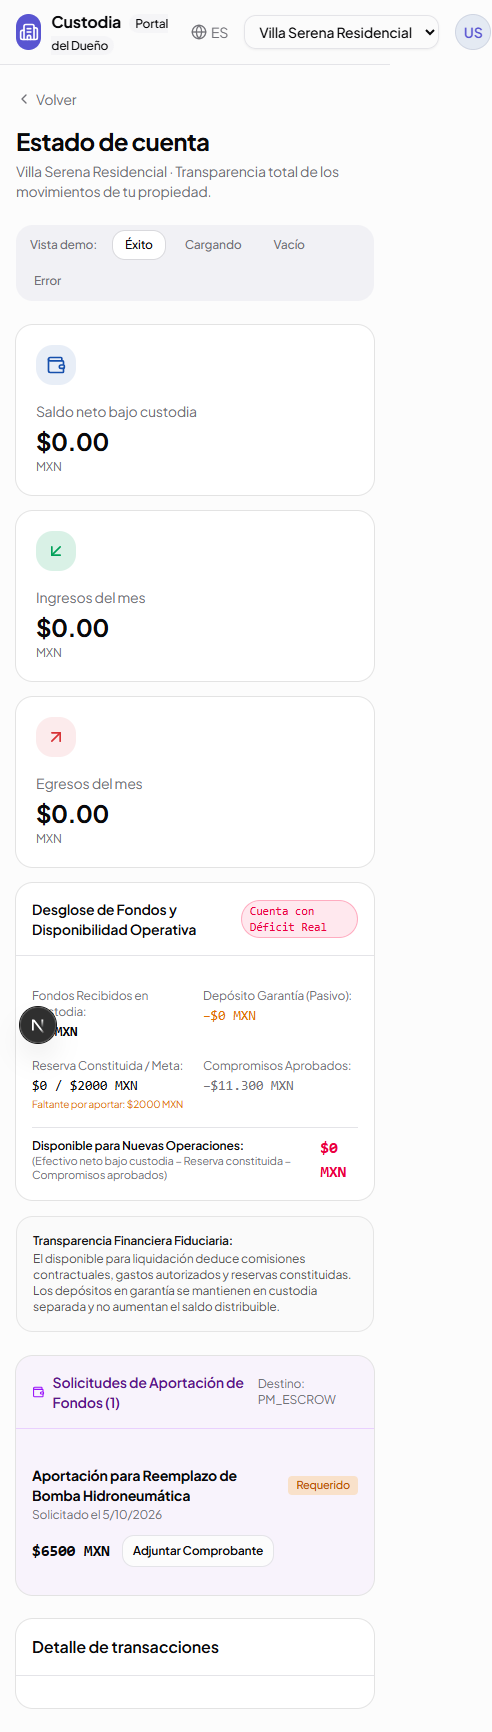 Custodia Portal
del Dueño
ES
Villa Serena Residencial
US
Volver
Estado de cuenta
Villa Serena Residencial · Transparencia total de los
movimientos de tu propiedad.
Vista demo: Éxito Cargando Vacío
Error
Saldo neto bajo custodia
$0.00
MXN
Ingresos del mes
$0.00
MXN
Egresos del mes
$0.00
MXN
Desglose de Fondos y
Disponibilidad Operativa
Cuenta con
Déficit Real
Fondos Recibidos en
todia:
MXN
Depósito Garantía (Pasivo):
–$0 MXN
Reserva Constituida / Meta:
$0 / $2000 MXN
Faltante por aportar: $2000 MXN
Compromisos Aprobados:
–$11.300 MXN
Disponible para Nuevas Operaciones:
(Efectivo neto bajo custodia – Reserva constituida –
Compromisos aprobados)
$0
MXN
Transparencia Financiera Fiduciaria:
El disponible para liquidación deduce comisiones
contractuales, gastos autorizados y reservas constituidas.
Los depósitos en garantía se mantienen en custodia
separada y no aumentan el saldo distribuible.
Solicitudes de Aportación de
Fondos (1)
Destino:
PM_ESCROW
Aportación para Reemplazo de
Bomba Hidroneumática
Requerido
Solicitado el 5/10/2026
$6500 MXN
Adjuntar Comprobante
Detalle de transacciones